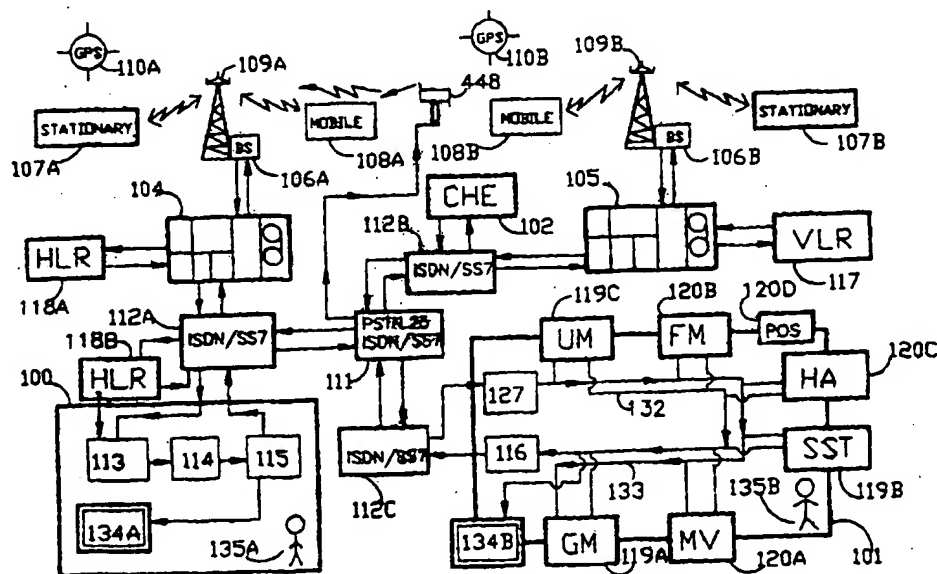 GPS
110A
109A
448
GPS
110B
109B
STATIONARY
107A
BS
106A
MOBILE
108A
MOBILE
108B
BS
106B
STATIONARY
107B
104
HLR
118A
CHE
102
105
VLR
117
112B
ISDN/SS7
112A
ISDN/SS7
118B
HLR
ISDN/SS7
111
119C
UM
120B
FM
120D
POS
HA
120C
127
132
100
113
114
115
134A
135A
ISDN/SS7
112C
116
133
SST
119B
135B
134B
GM
119A
MV
120A
101